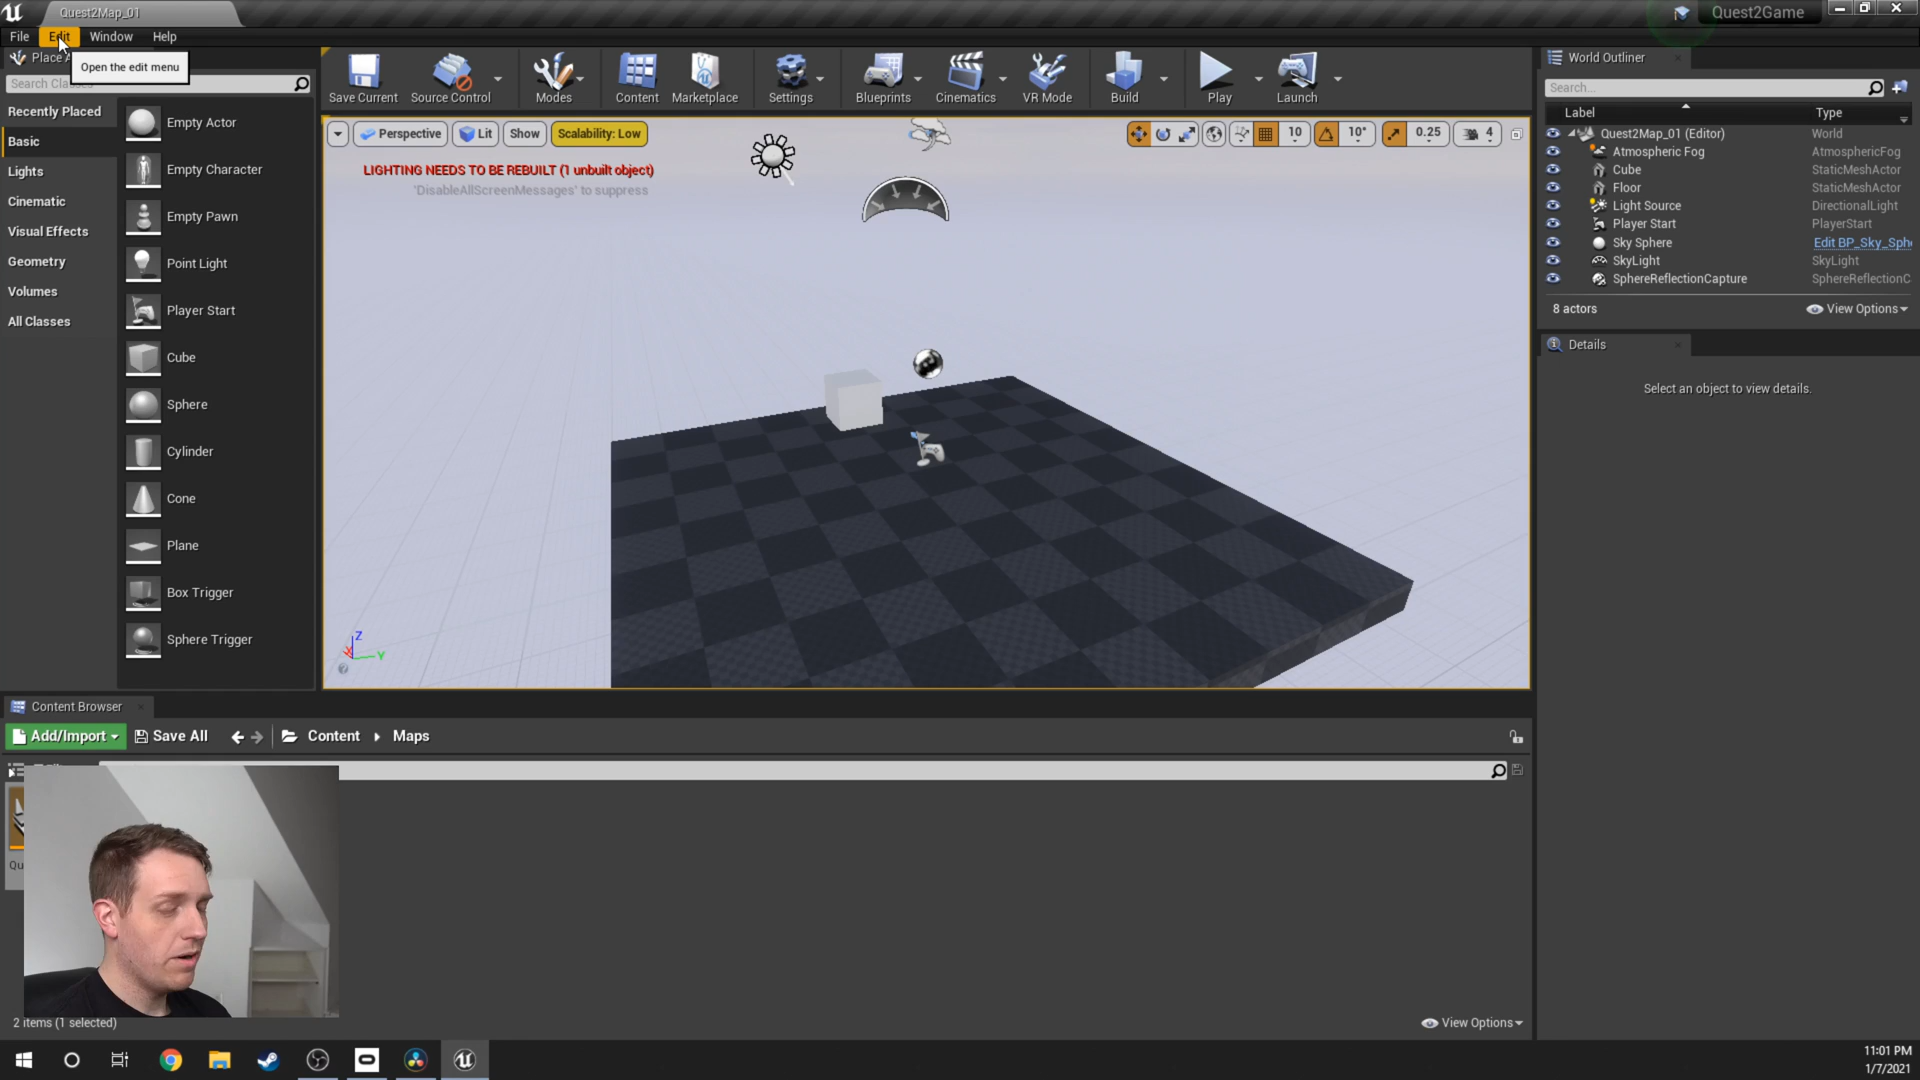 Quest2Map_01
Quest2Game
File
Edit
Window
Help
Open the edit menu
Place A
Search Classes
Recently Placed
Basic
Lights
Cinematic
Visual Effects
Geometry
Volumes
All Classes
Empty Actor
Empty Character
Empty Pawn
Point Light
Player Start
Cube
Sphere
Cylinder
Cone
Plane
Box Trigger
Sphere Trigger
Save Current
Source Control
Modes
Content
Marketplace
Settings
Blueprints
Cinematics
VR Mode
Build
Play
Launch
Perspective
Lit
Show
Scalability: Low
10
10°
0.25
4
LIGHTING NEEDS TO BE REBUILT (1 unbuilt object)
'DisableAllScreenMessages' to suppress
Z
X
Y
World Outliner
Search...
Label
Type
Quest2Map_01 (Editor)
World
Atmospheric Fog
AtmosphericFog
Cube
StaticMeshActor
Floor
StaticMeshActor
Light Source
DirectionalLight
Player Start
PlayerStart
Sky Sphere
Edit BP_Sky_Sph
SkyLight
SkyLight
SphereReflectionCapture
SphereReflectionC
8 actors
View Options
Details
Select an object to view details.
Content Browser
Add/Import
Save All
Content
Maps
2 items (1 selected)
View Options
11:01 PM
1/7/2021